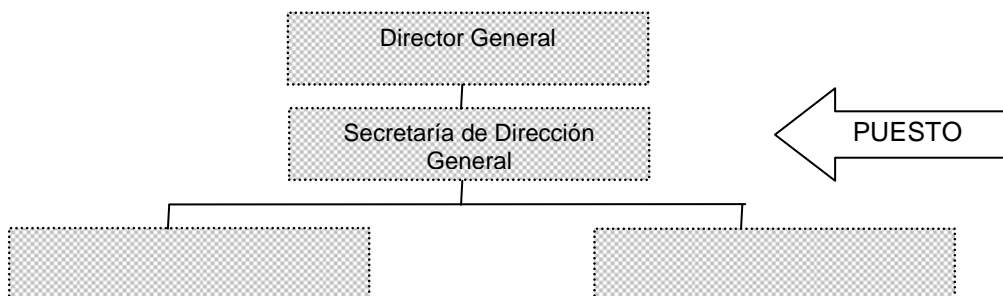 Director General
Secretaría de Dirección
General
PUESTO